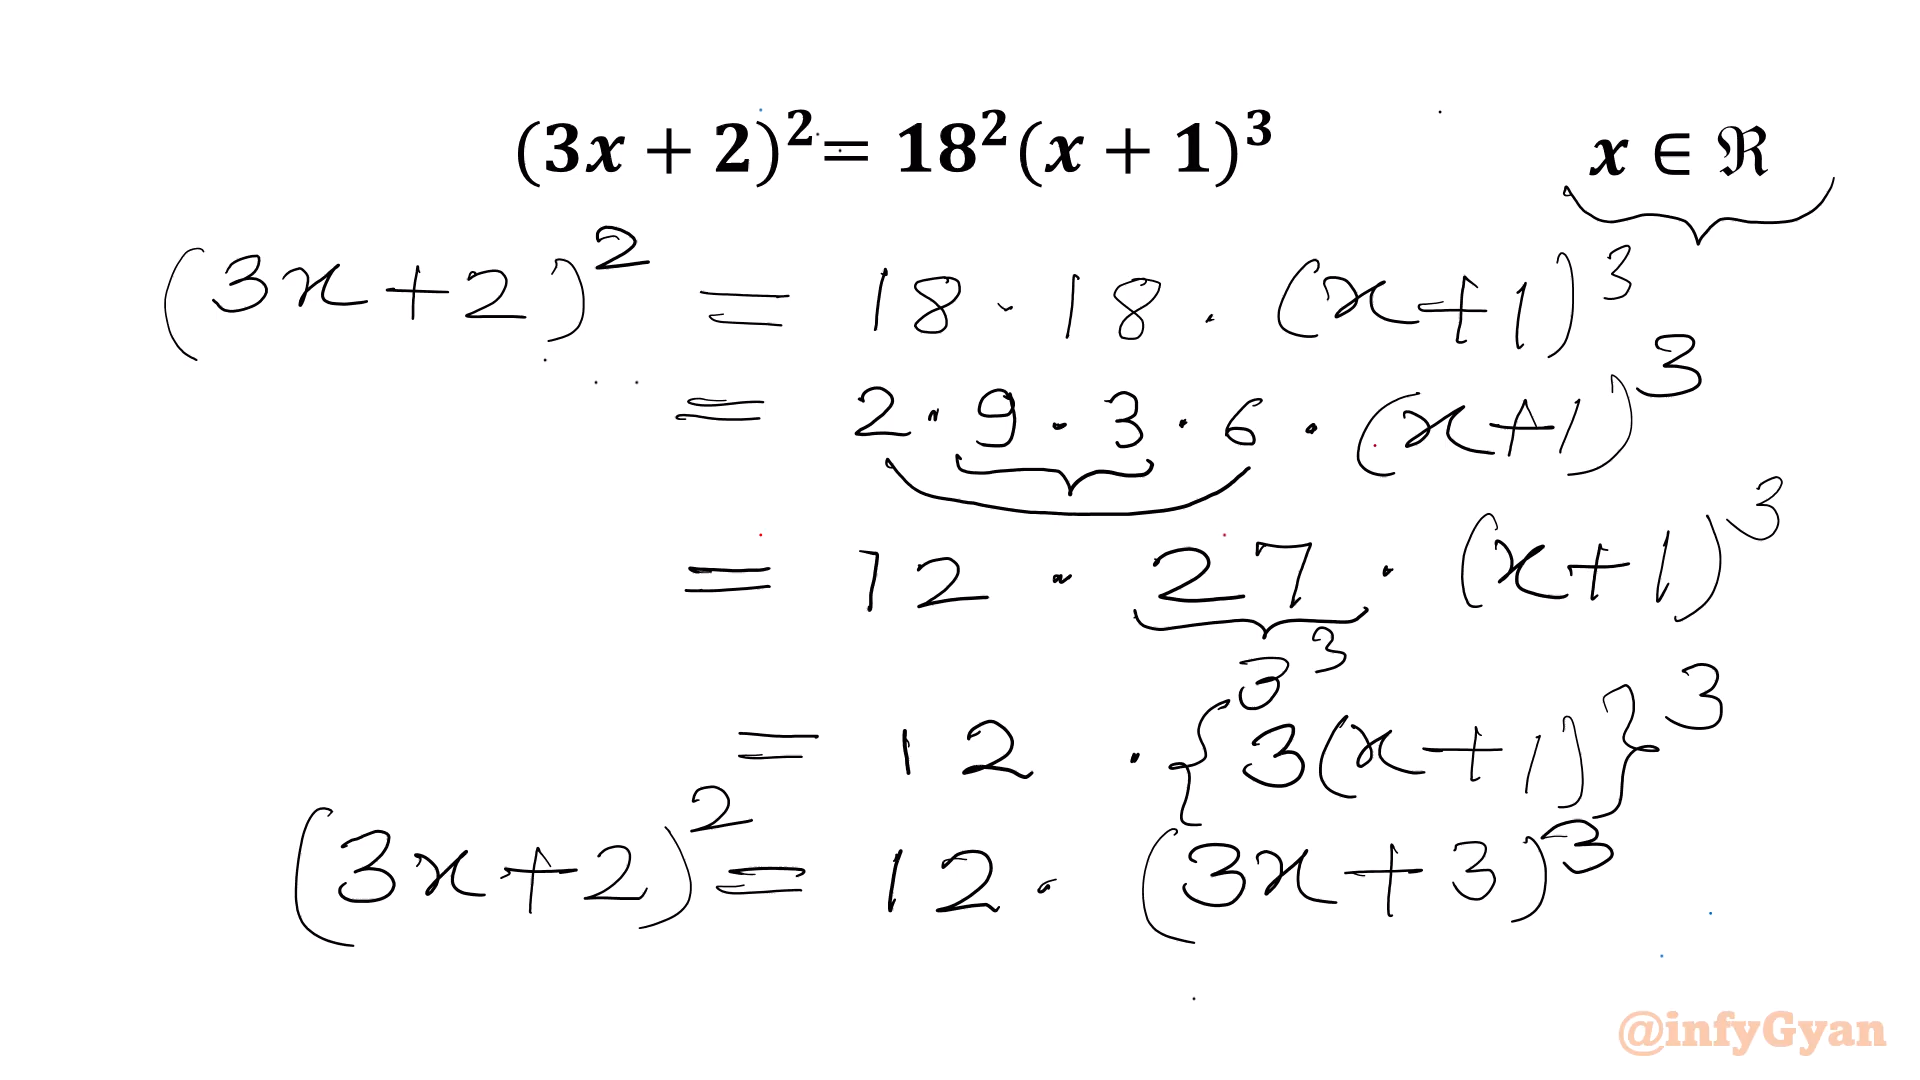 (3x + 2)²= 18²(x + 1)³ x ∈ ℜ
(3x+2)² = 18 · 18 · (x+1)³
= 2 · 9 · 3 · 6 · (x+1)³
= 12 · 27 · (x+1)³
3³
= 12 · {3(x+1)}³
(3x+2)² = 12 · (3x+3)³
@infyGyan